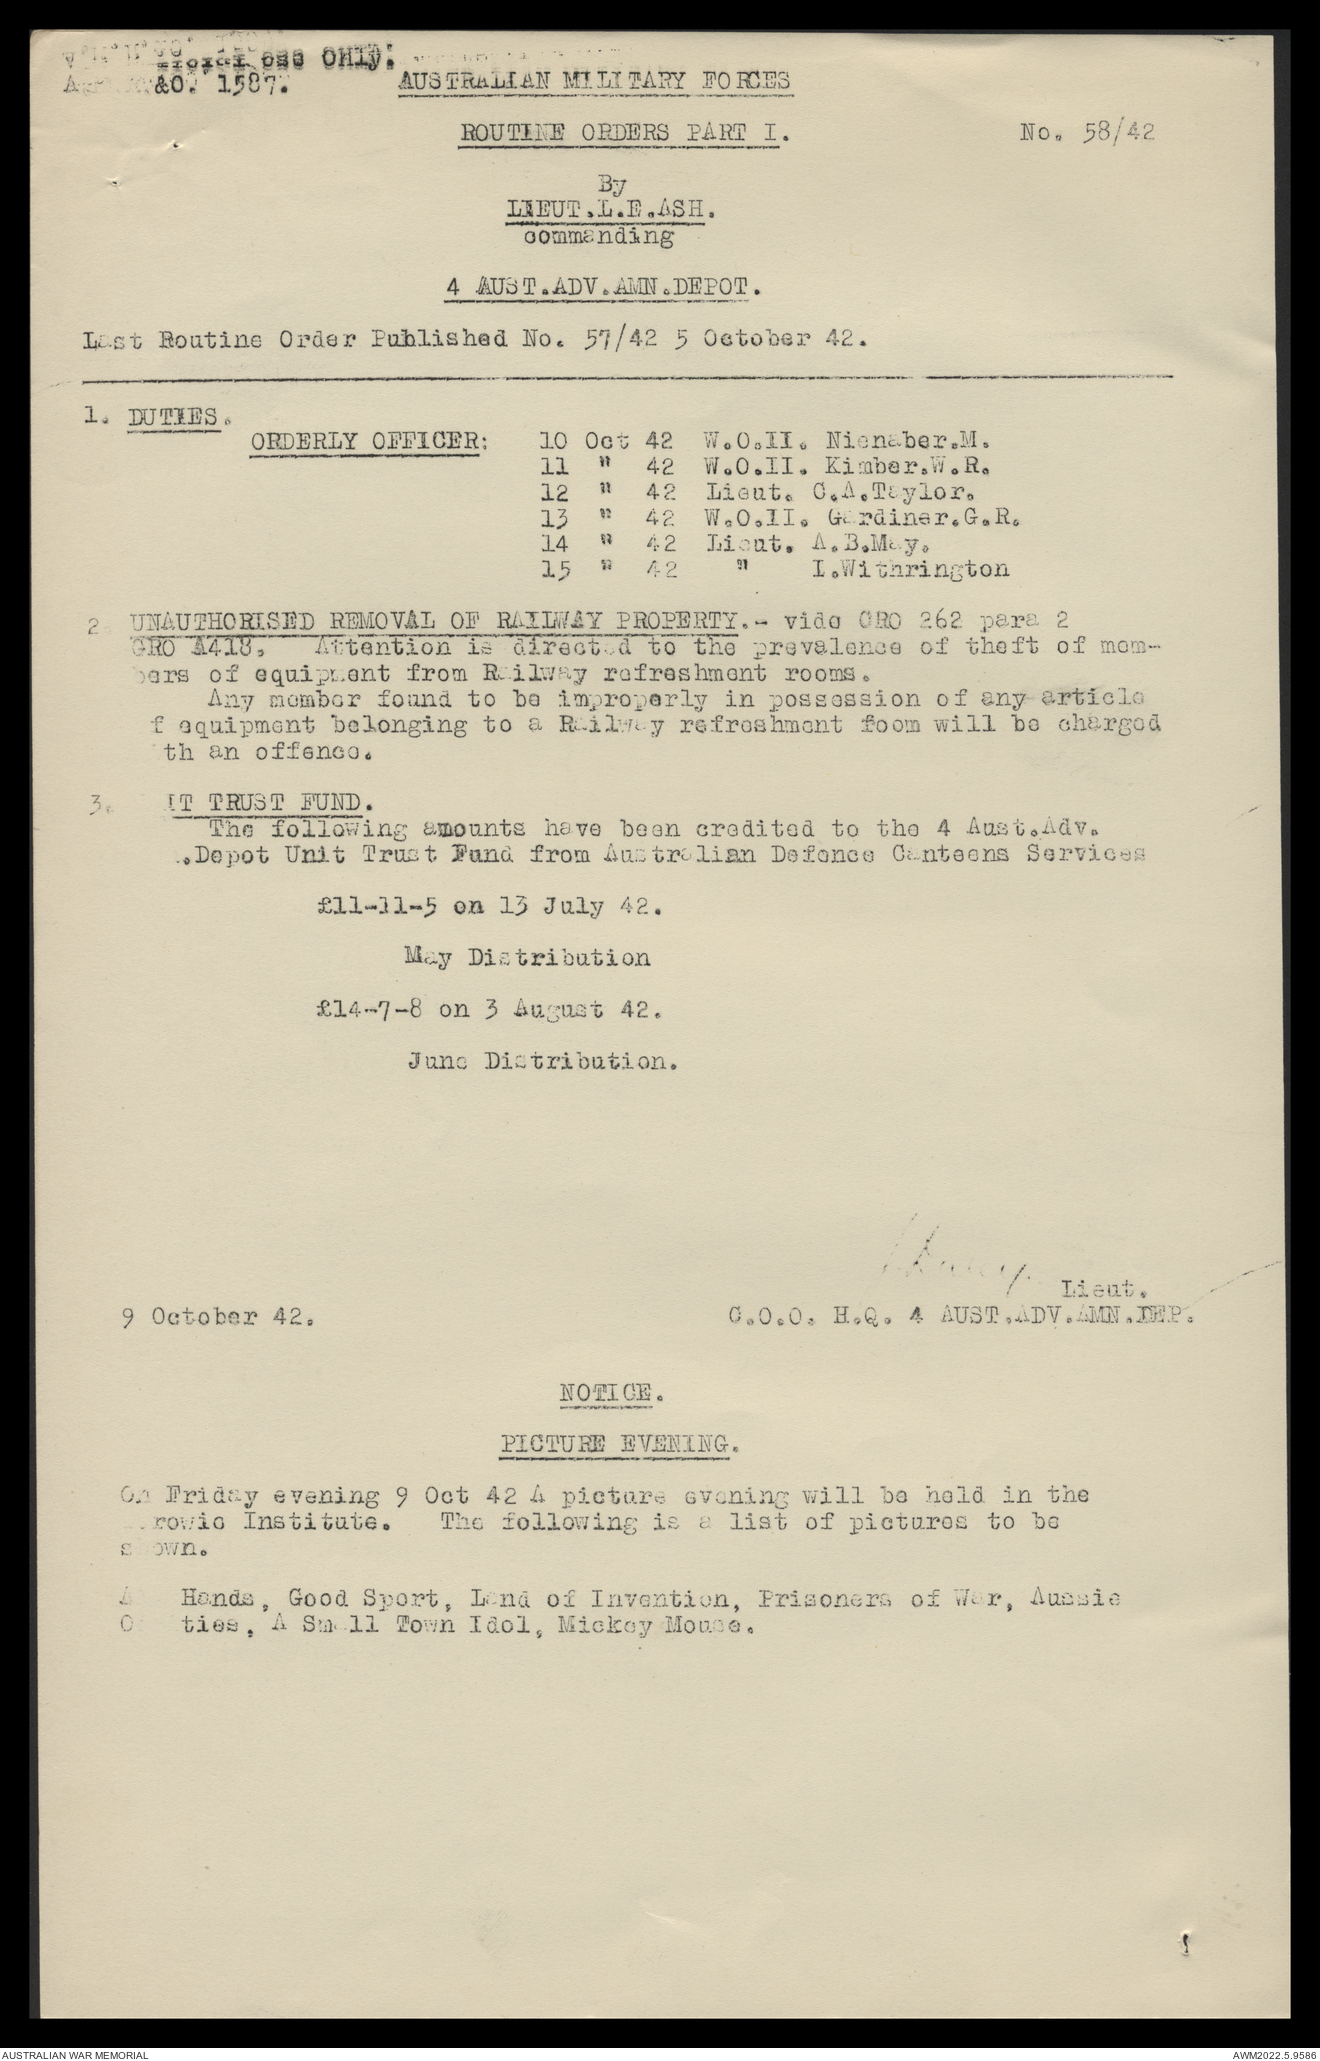 use ONLY.
AO. 1587.
AUSTRALIAN MILITARY FORCES
ROUTINE ORDERS PART I. No. 58/42
By
LIEUT.L.E.ASH.
commanding
4 AUST.ADV.AMN.DEPOT.
Last Routine Order Published No. 57/42 5 October 42.
1. DUTIES.
ORDERLY OFFICER: 10 Oct 42 W.O.II. Nienaber.M.
11 " 42 W.O.II. Kimber.W.R.
12 " 42 Lieut. C.A.Taylor.
13 " 42 W.O.II. Gardiner.G.R.
14 " 42 Lieut. A.B.May.
15 " 42 " I.Withrington
2 UNAUTHORISED REMOVAL OF RAILWAY PROPERTY.- vide GRO 262 para 2
GRO A418. Attention is directed to the prevalence of theft of mem-
bers of equipment from Railway refreshment rooms.
Any member found to be improperly in possession of any article
f equipment belonging to a Railway refreshment foom will be charged
th an offence.
3. IT TRUST FUND.
The following amounts have been credited to the 4 Aust.Adv.
.Depot Unit Trust Fund from Australian Defence Canteens Services
£11-11-5 on 13 July 42.
May Distribution
£14-7-8 on 3 August 42.
June Distribution.
Lieut.
9 October 42. C.O.O. H.Q. 4 AUST.ADV.AMN.DEP.
NOTICE.
PICTURE EVENING.
On Friday evening 9 Oct 42 A picture evening will be held in the
rowie Institute. The following is a list of pictures to be
shown.
Hands, Good Sport, Land of Invention, Prisoners of War, Aussie
ties, A Small Town Idol, Mickey Mouse.
AUSTRALIAN WAR MEMORIAL AWM2022.5.9586